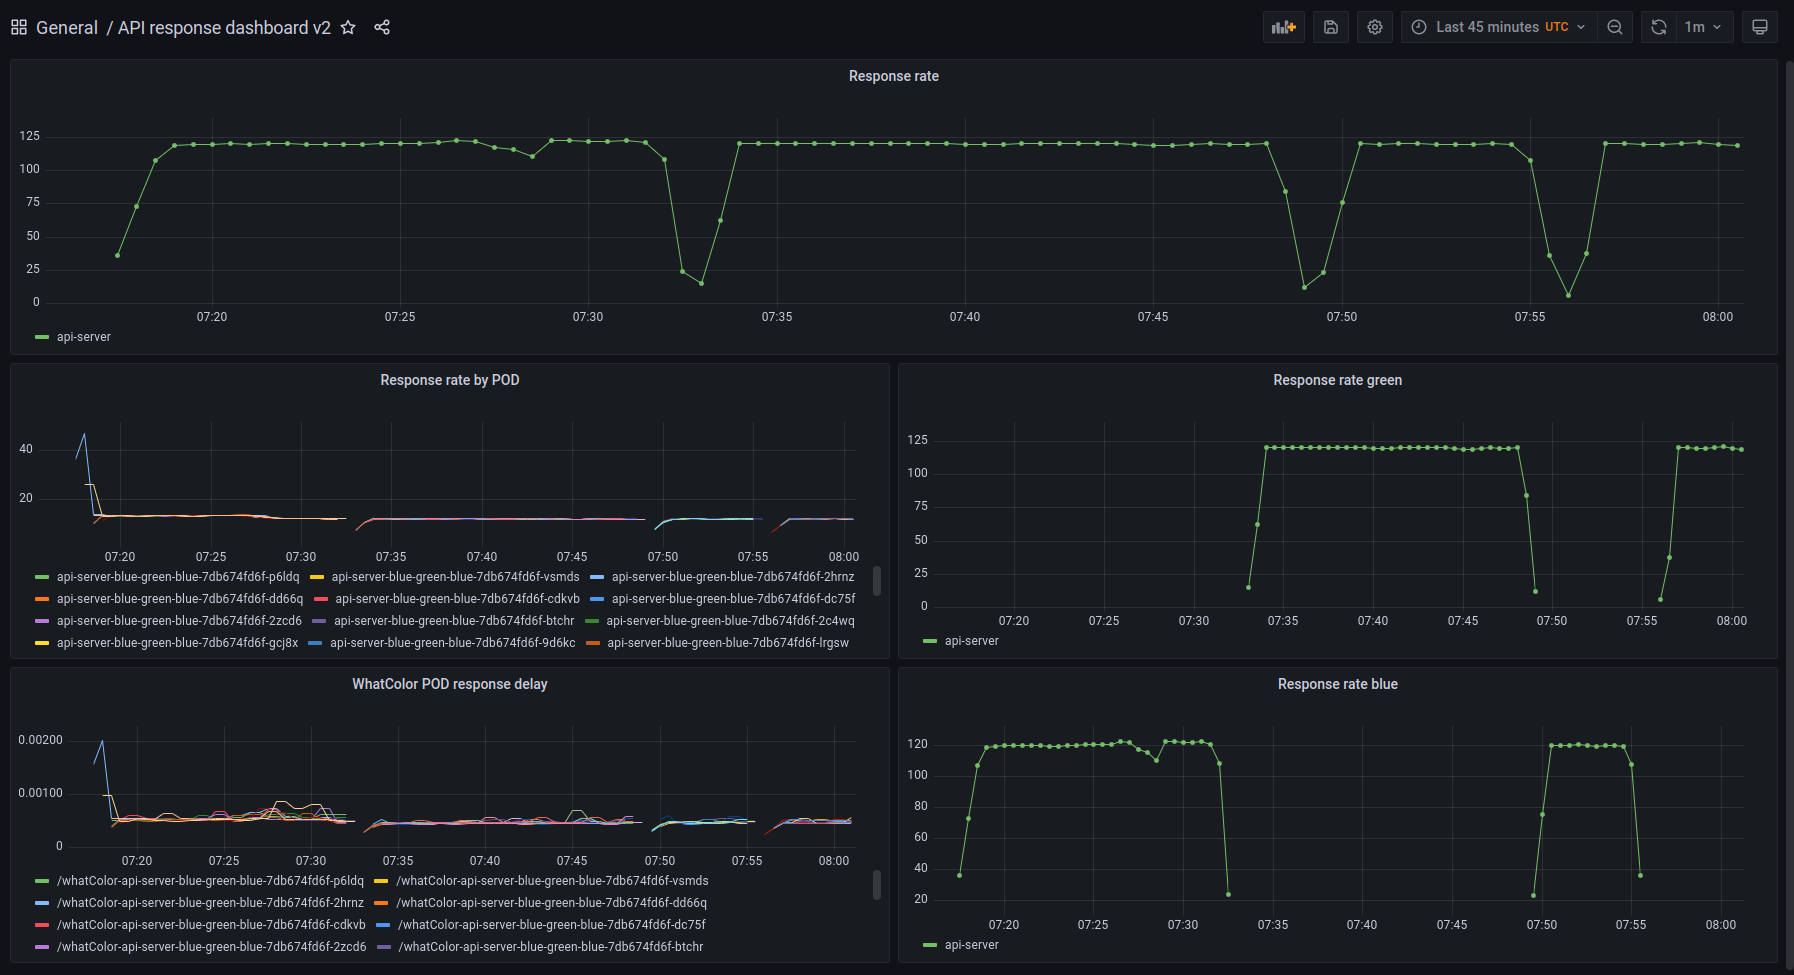 General / API response dashboard v2
Last 45 minutes UTC
1m
Response rate
125
100
75
50
25
0
07:20 07:25 07:30 07:35 07:40 07:45 07:50 07:55 08:00
api-server
Response rate by POD
40
20
07:20 07:25 07:30 07:35 07:40 07:45 07:50 07:55 08:00
api-server-blue-green-blue-7db674fd6f-p6ldq api-server-blue-green-blue-7db674fd6f-vsmds api-server-blue-green-blue-7db674fd6f-2hrnz
api-server-blue-green-blue-7db674fd6f-dd66q api-server-blue-green-blue-7db674fd6f-cdkvb api-server-blue-green-blue-7db674fd6f-dc75f
api-server-blue-green-blue-7db674fd6f-2zcd6 api-server-blue-green-blue-7db674fd6f-btchr api-server-blue-green-blue-7db674fd6f-2c4wq
api-server-blue-green-blue-7db674fd6f-gcj8x api-server-blue-green-blue-7db674fd6f-9d6kc api-server-blue-green-blue-7db674fd6f-lrgsw
Response rate green
125
100
75
50
25
0
07:20 07:25 07:30 07:35 07:40 07:45 07:50 07:55 08:00
api-server
WhatColor POD response delay
0.00200
0.00100
0
07:20 07:25 07:30 07:35 07:40 07:45 07:50 07:55 08:00
/whatColor-api-server-blue-green-blue-7db674fd6f-p6ldq /whatColor-api-server-blue-green-blue-7db674fd6f-vsmds
/whatColor-api-server-blue-green-blue-7db674fd6f-2hrnz /whatColor-api-server-blue-green-blue-7db674fd6f-dd66q
/whatColor-api-server-blue-green-blue-7db674fd6f-cdkvb /whatColor-api-server-blue-green-blue-7db674fd6f-dc75f
/whatColor-api-server-blue-green-blue-7db674fd6f-2zcd6 /whatColor-api-server-blue-green-blue-7db674fd6f-btchr
Response rate blue
120
100
80
60
40
20
07:20 07:25 07:30 07:35 07:40 07:45 07:50 07:55 08:00
api-server